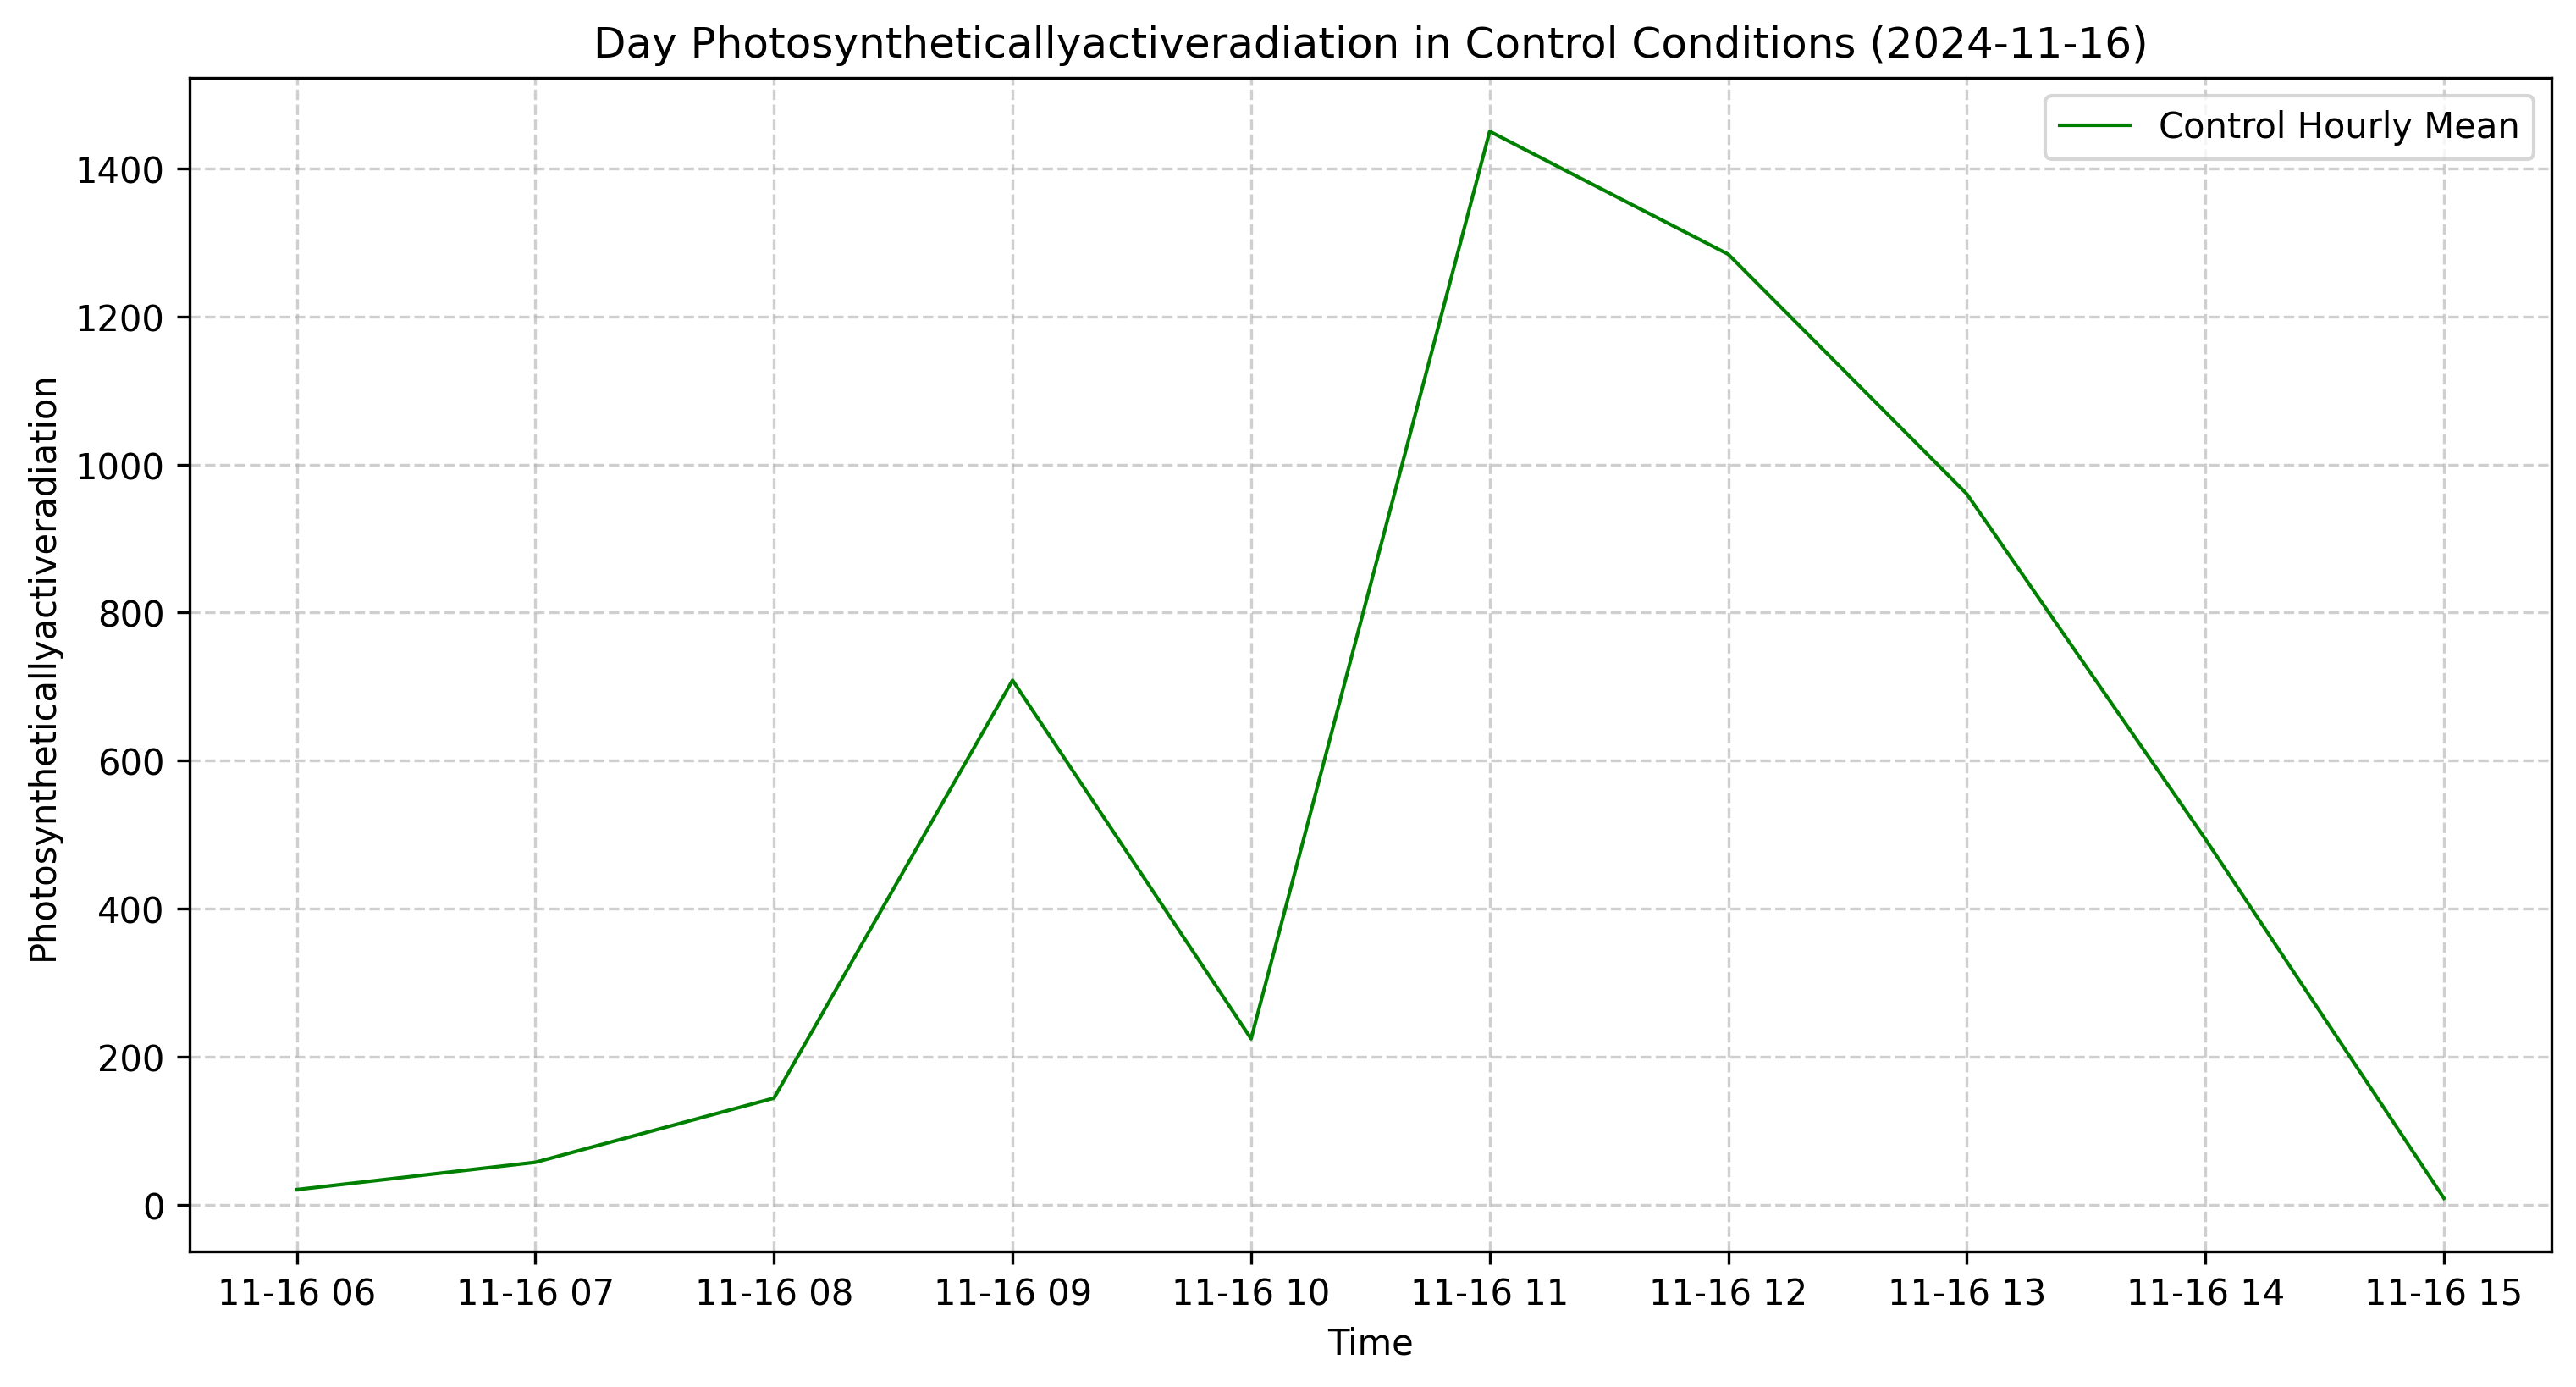 Day Photosyntheticallyactiveradiation in Control Conditions (2024-11-16)
Control Hourly Mean
Photosyntheticallyactiveradiation
1400
1200
1000
800
600
400
200
0
11-16 06 11-16 07 11-16 08 11-16 09 11-16 10 11-16 11 11-16 12 11-16 13 11-16 14 11-16 15
Time